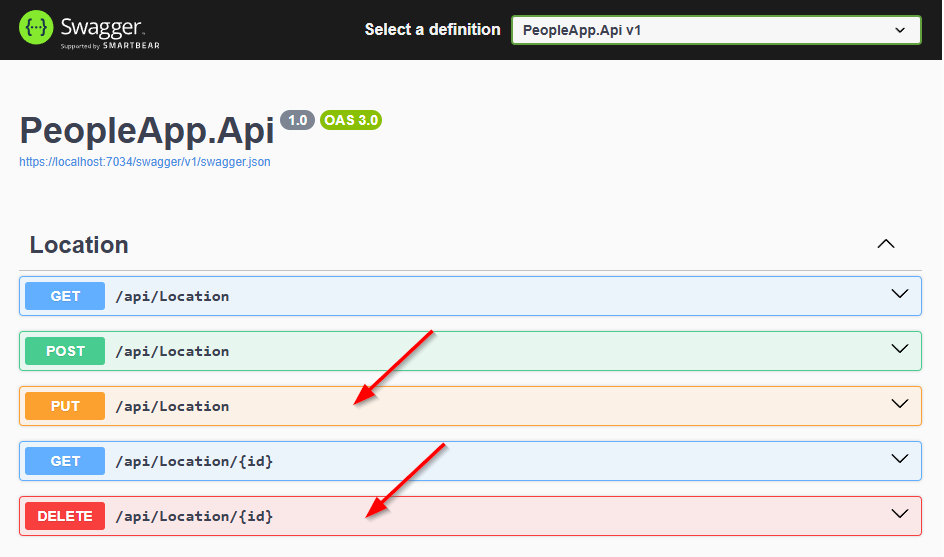 Swagger.
Supported by SMARTBEAR
Select a definition
PeopleApp.Api v1
PeopleApp.Api 1.0 OAS 3.0
https://localhost:7034/swagger/v1/swagger.json
Location
GET /api/Location
POST /api/Location
PUT /api/Location
GET /api/Location/{id}
DELETE /api/Location/{id}